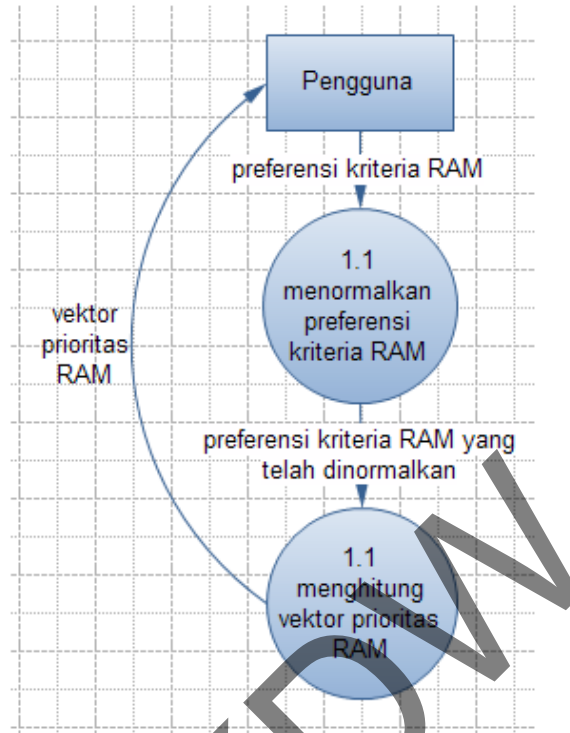 Pengguna
preferensi kriteria RAM
1.1
menormalkan
preferensi
kriteria RAM
vektor
prioritas
RAM
preferensi kriteria RAM yang
telah dinormalkan
1.1
menghitung
vektor prioritas
RAM